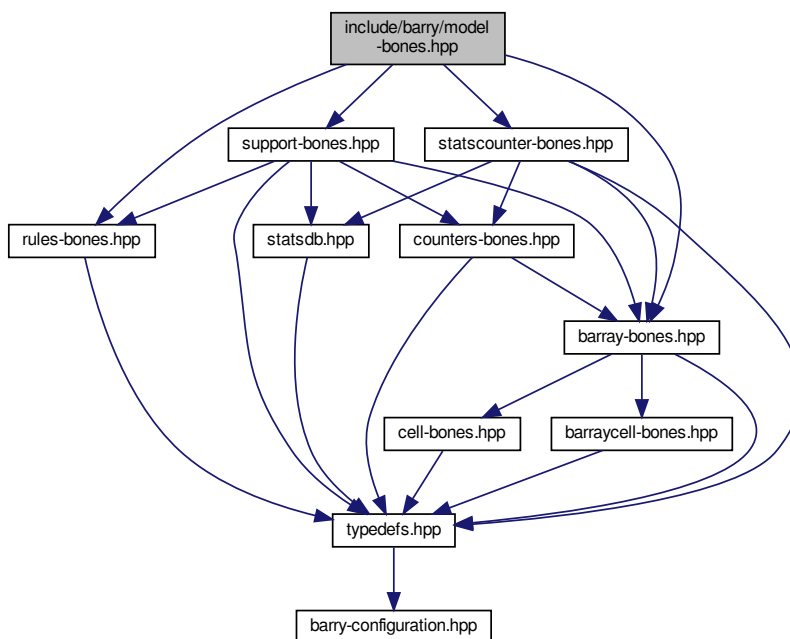 include/barry/model
-bones.hpp
support-bones.hpp
statscounter-bones.hpp
rules-bones.hpp
statsdb.hpp
counters-bones.hpp
barray-bones.hpp
cell-bones.hpp
barraycell-bones.hpp
typedefs.hpp
barry-configuration.hpp